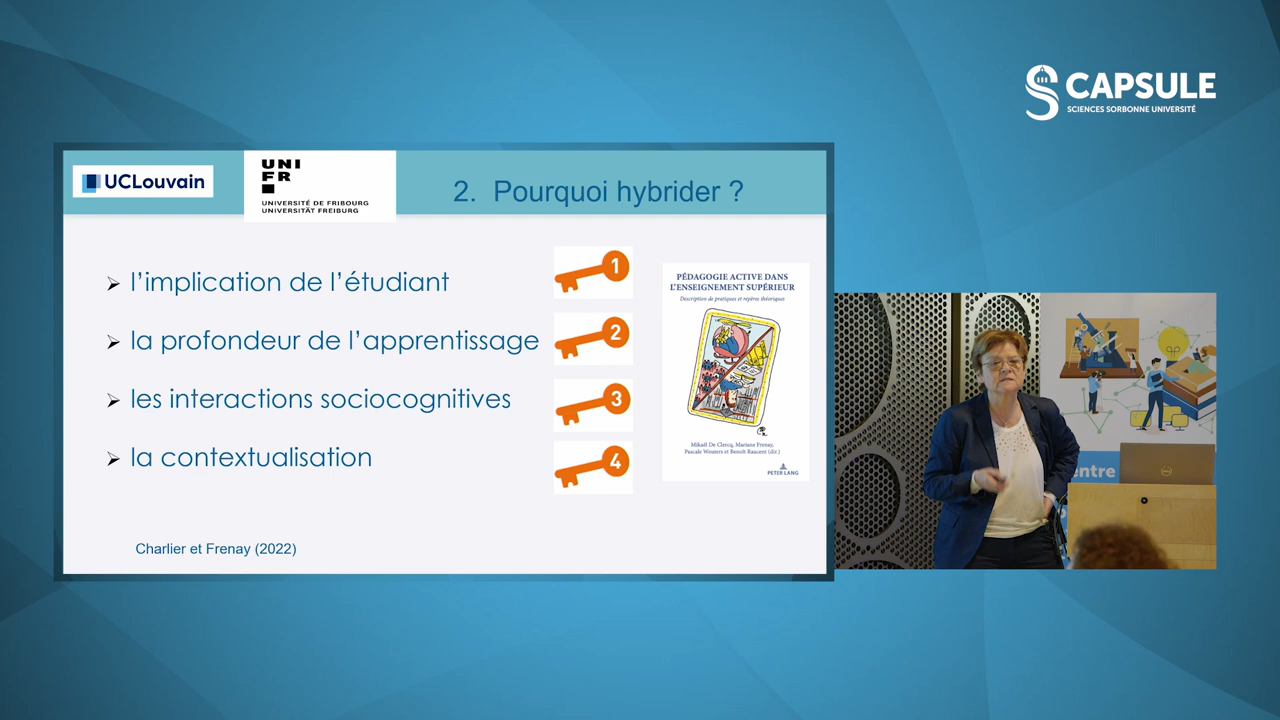 CAPSULE
SCIENCES SORBONNE UNIVERSITÉ
UCLouvain
UNI
FR
UNIVERSITÉ DE FRIBOURG
UNIVERSITÄT FREIBURG
2. Pourquoi hybrider ?
l'implication de l'étudiant
1
la profondeur de l'apprentissage
2
les interactions sociocognitives
3
la contextualisation
4
PÉDAGOGIE ACTIVE DANS
L'ENSEIGNEMENT SUPÉRIEUR
Description de pratiques et repères théoriques
Mikaël De Clercq, Mariane Frenay,
Pascale Wouters et Benoît Raucent (dir.)
PETER LANG
Charlier et Frenay (2022)
entre